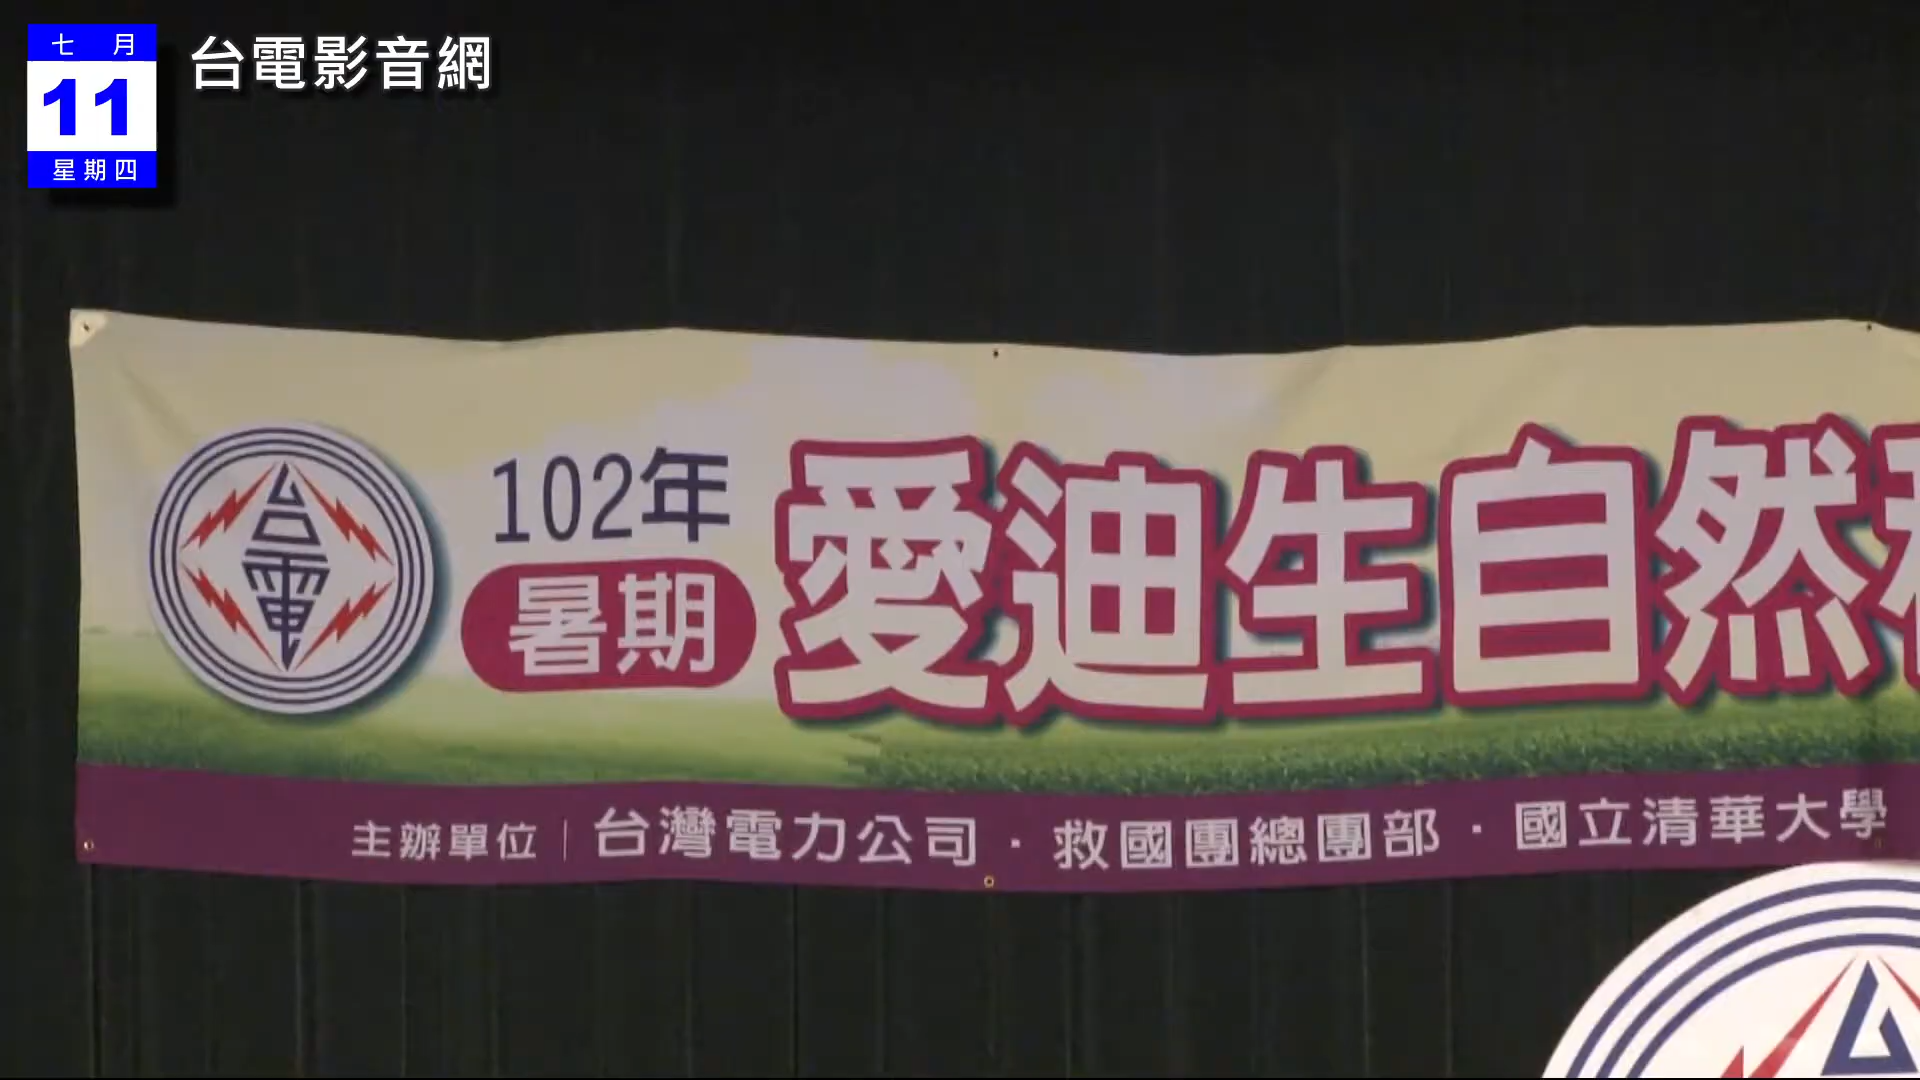 七月
11
星期四
台電影音網
台電
102年
暑期
愛迪生自然
主辦單位|台灣電力公司·救國團總團部·國立清華大學